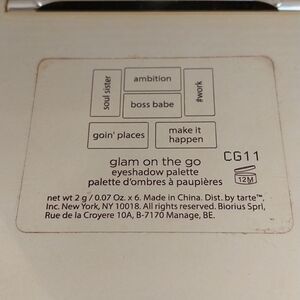 soul sister
ambition
#work
boss babe
goin' places
make it
happen
glam on the go
eyeshadow palette
palette d'ombres à paupières
CG11
12M
net wt 2 g / 0.07 Oz. x 6. Made in China. Dist. by tarte™,
Inc. New York, NY 10018. All rights reserved. Biorius Sprl,
Rue de la Croyere 10A, B-7170 Manage, BE.